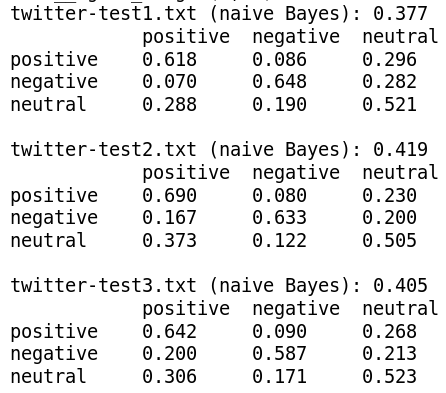 twitter-test1.txt (naive Bayes): 0.377
positive negative neutral
positive 0.618 0.086 0.296
negative 0.070 0.648 0.282
neutral 0.288 0.190 0.521
twitter-test2.txt (naive Bayes): 0.419
positive negative neutral
positive 0.690 0.080 0.230
negative 0.167 0.633 0.200
neutral 0.373 0.122 0.505
twitter-test3.txt (naive Bayes): 0.405
positive negative neutral
positive 0.642 0.090 0.268
negative 0.200 0.587 0.213
neutral 0.306 0.171 0.523